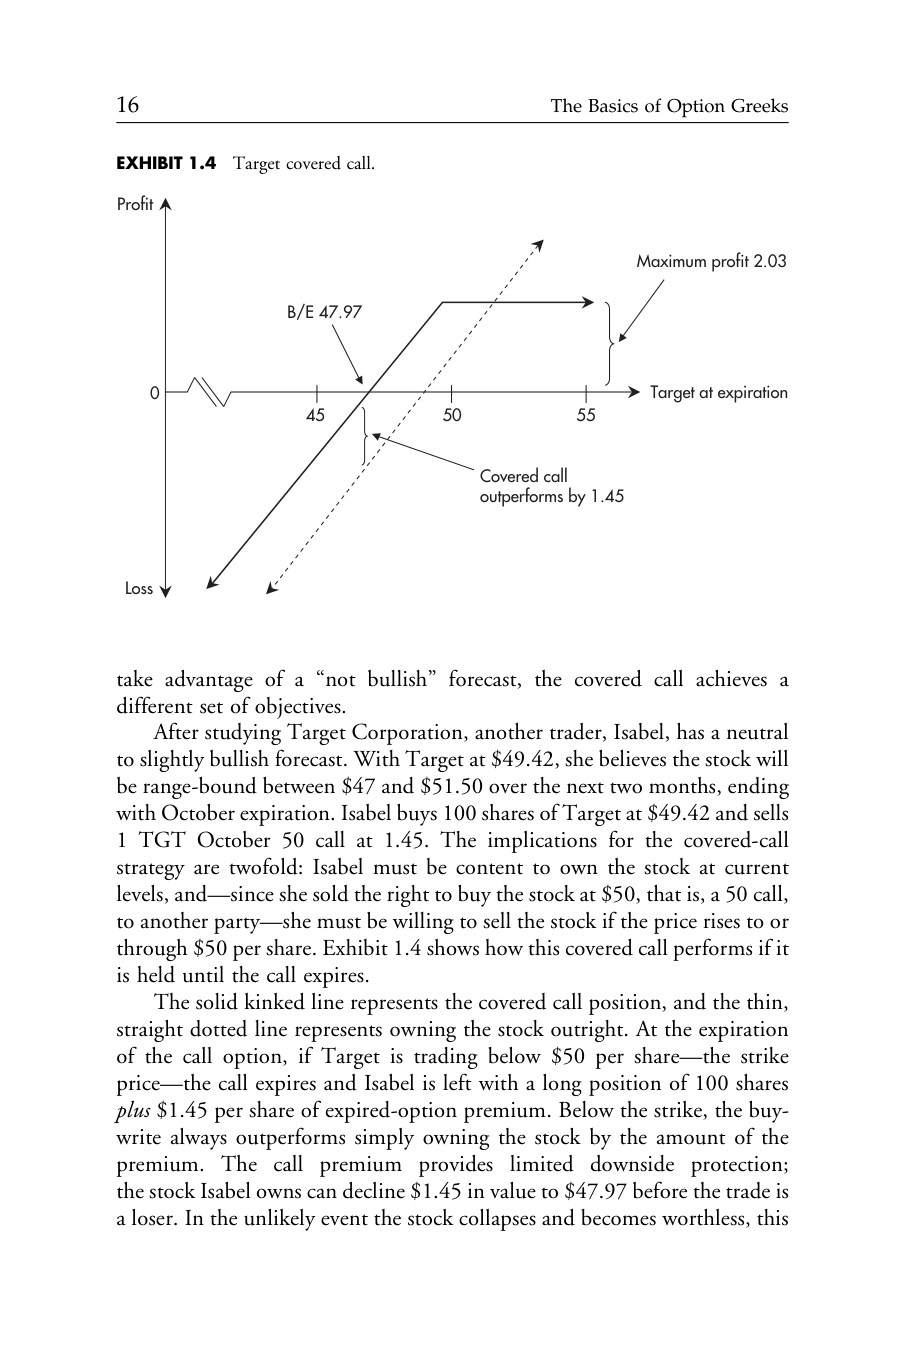 16
The Basics of Option Greeks
EXHIBIT 1.4 Target covered call.
Profit
Maximum profit 2.03
B/E 47.97
0
Target at expiration
45
50
55
Covered call
outperforms by 1.45
Loss
take advantage of a “not bullish” forecast, the covered call achieves a
different set of objectives.
After studying Target Corporation, another trader, Isabel, has a neutral
to slightly bullish forecast. With Target at $49.42, she believes the stock will
be range-bound between $47 and $51.50 over the next two months, ending
with October expiration. Isabel buys 100 shares of Target at $49.42 and sells
1 TGT October 50 call at 1.45. The implications for the covered-call
strategy are twofold: Isabel must be content to own the stock at current
levels, and—since she sold the right to buy the stock at $50, that is, a 50 call,
to another party—she must be willing to sell the stock if the price rises to or
through $50 per share. Exhibit 1.4 shows how this covered call performs if it
is held until the call expires.
The solid kinked line represents the covered call position, and the thin,
straight dotted line represents owning the stock outright. At the expiration
of the call option, if Target is trading below $50 per share—the strike
price—the call expires and Isabel is left with a long position of 100 shares
plus $1.45 per share of expired-option premium. Below the strike, the buy-
write always outperforms simply owning the stock by the amount of the
premium. The call premium provides limited downside protection;
the stock Isabel owns can decline $1.45 in value to $47.97 before the trade is
a loser. In the unlikely event the stock collapses and becomes worthless, this